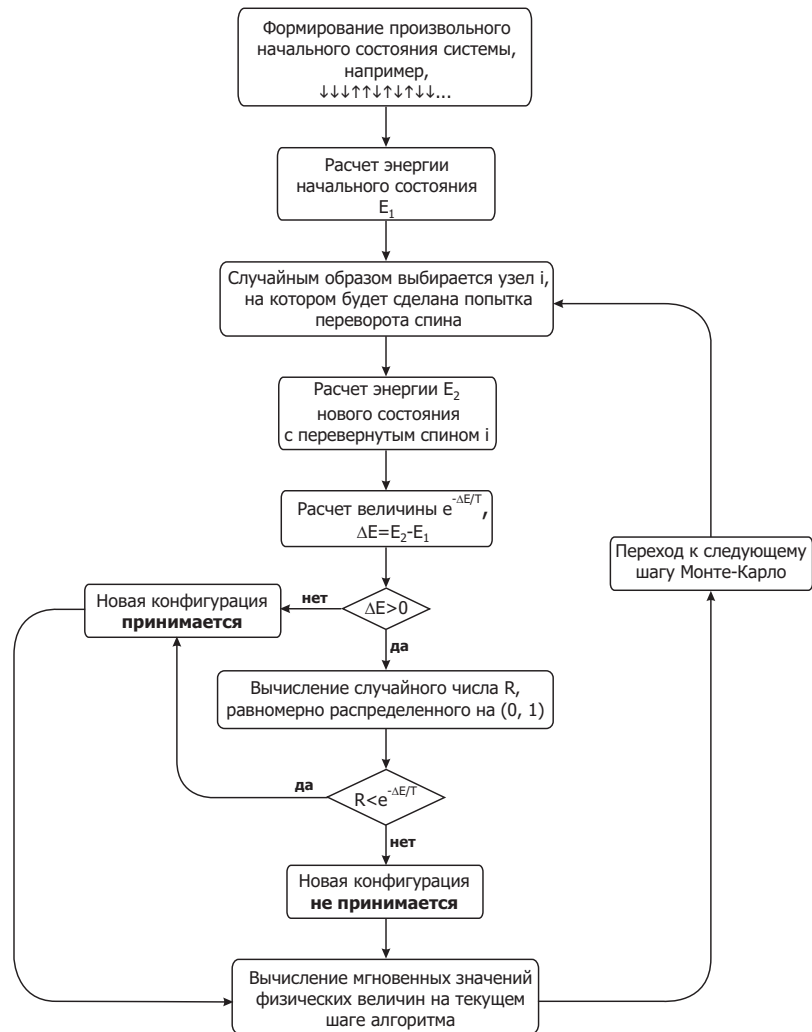 Формирование произвольного
начального состояния системы,
например,
↓↓↓↑↑↓↑↓↑↓↓...
Расчет энергии
начального состояния
E₁
Случайным образом выбирается узел i,
на котором будет сделана попытка
переворота спина
Расчет энергии E₂
нового состояния
с перевернутым спином i
Расчет величины e^-ΔE/T,
ΔE=E₂-E₁
Переход к следующему
шагу Монте-Карло
Новая конфигурация
принимается
нет
ΔE>0
да
Вычисление случайного числа R,
равномерно распределенного на (0, 1)
да
R<e^-ΔE/T
нет
Новая конфигурация
не принимается
Вычисление мгновенных значений
физических величин на текущем
шаге алгоритма